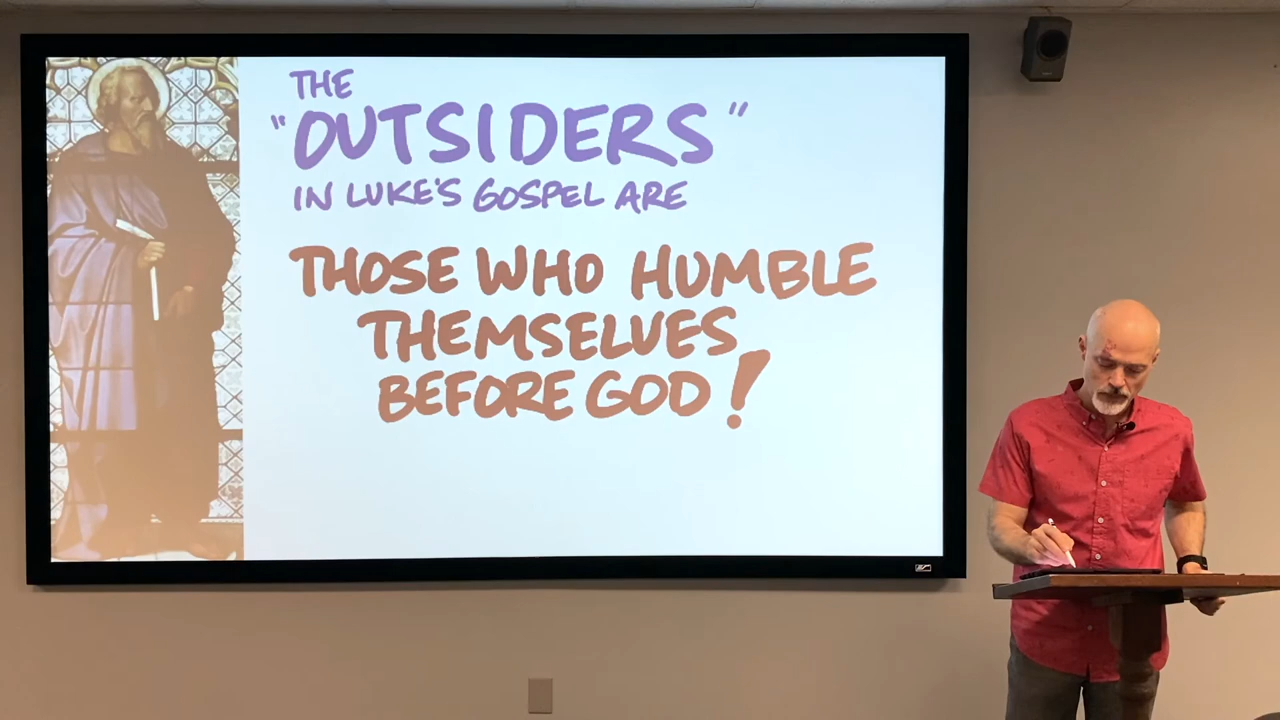 THE
"OUTSIDERS"
IN LUKE'S GOSPEL ARE
THOSE WHO HUMBLE
THEMSELVES
BEFORE GOD!